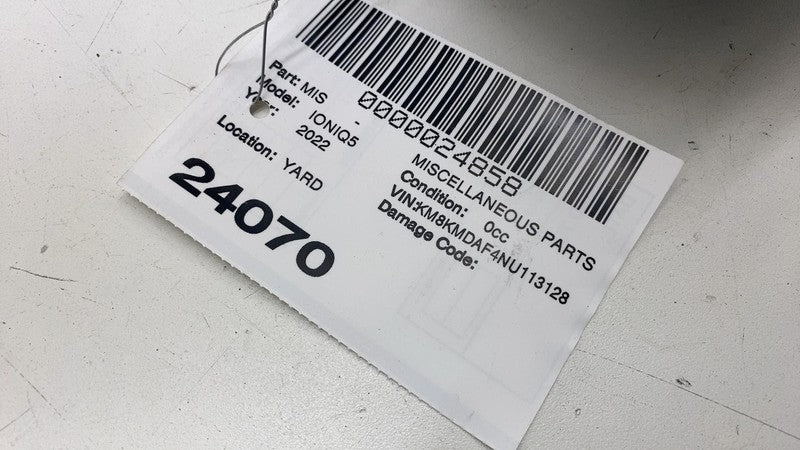 0000024858
Part: MIS - MISCELLANEOUS PARTS
Model: IONIQ5 Condition: 0cc
Year: 2022 VIN:KM8KMDAF4NU113128
Damage Code:
Location: YARD
24070